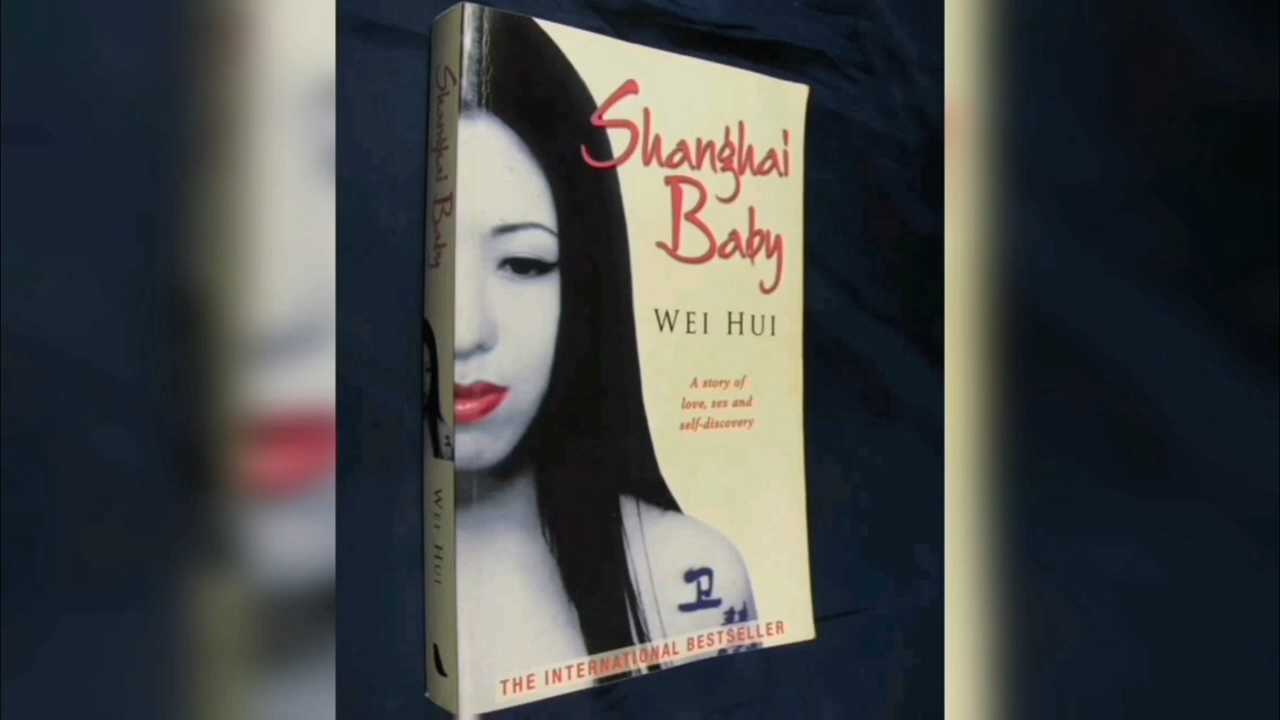 Shanghai Baby
WEI HUI
Shanghai
Baby
WEI HUI
A story of
love, sex and
self-discovery
卫
THE INTERNATIONAL BESTSELLER